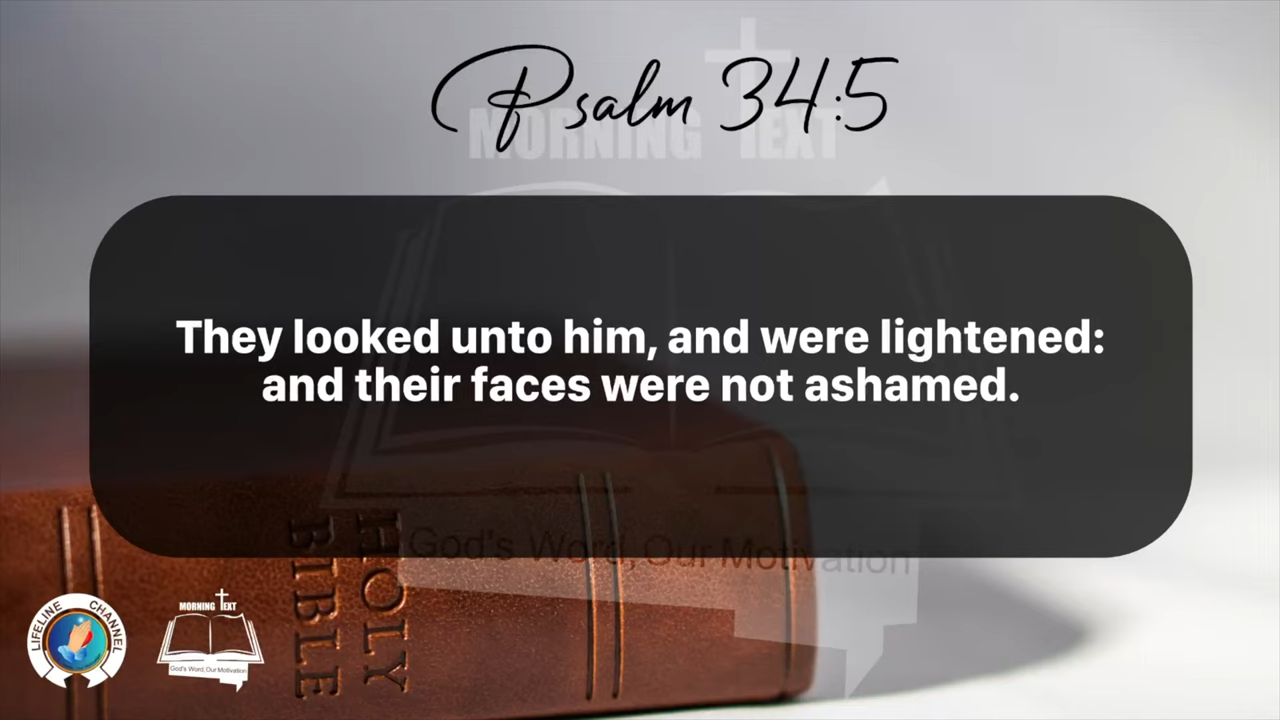 Psalm 34:5
MORNING TEXT
They looked unto him, and were lightened:
and their faces were not ashamed.
God's Word, Our Motivation
HOLY
BIBLE
LIFELINE CHANNEL
MORNING TEXT
God's Word, Our Motivation